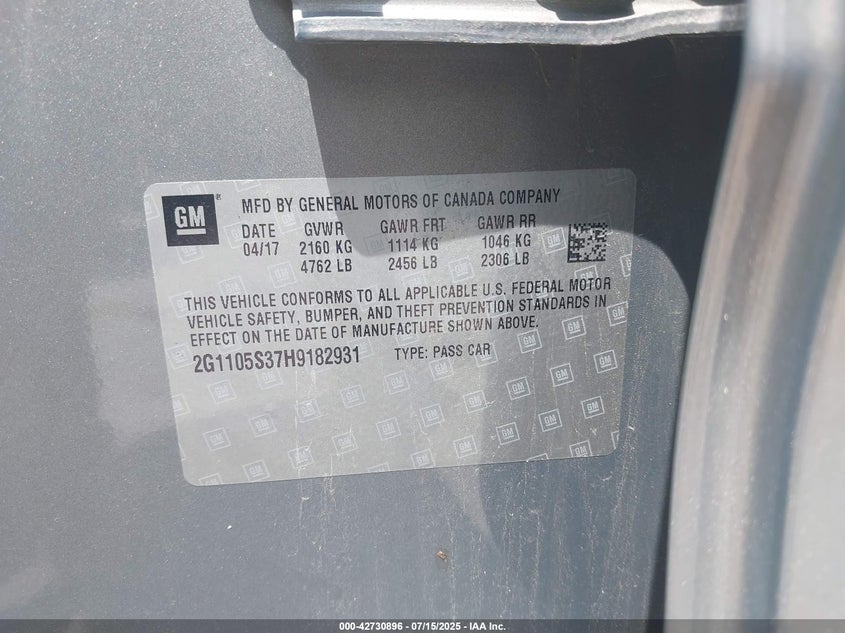 GM
MFD BY GENERAL MOTORS OF CANADA COMPANY
DATE GVWR GAWR FRT GAWR RR
04/17 2160 KG 1114 KG 1046 KG
4762 LB 2456 LB 2306 LB
THIS VEHICLE CONFORMS TO ALL APPLICABLE U.S. FEDERAL MOTOR
VEHICLE SAFETY, BUMPER, AND THEFT PREVENTION STANDARDS IN
EFFECT ON THE DATE OF MANUFACTURE SHOWN ABOVE.
2G1105S37H9182931 TYPE: PASS CAR
000-42730896 - 07/15/2025 - IAA Inc.